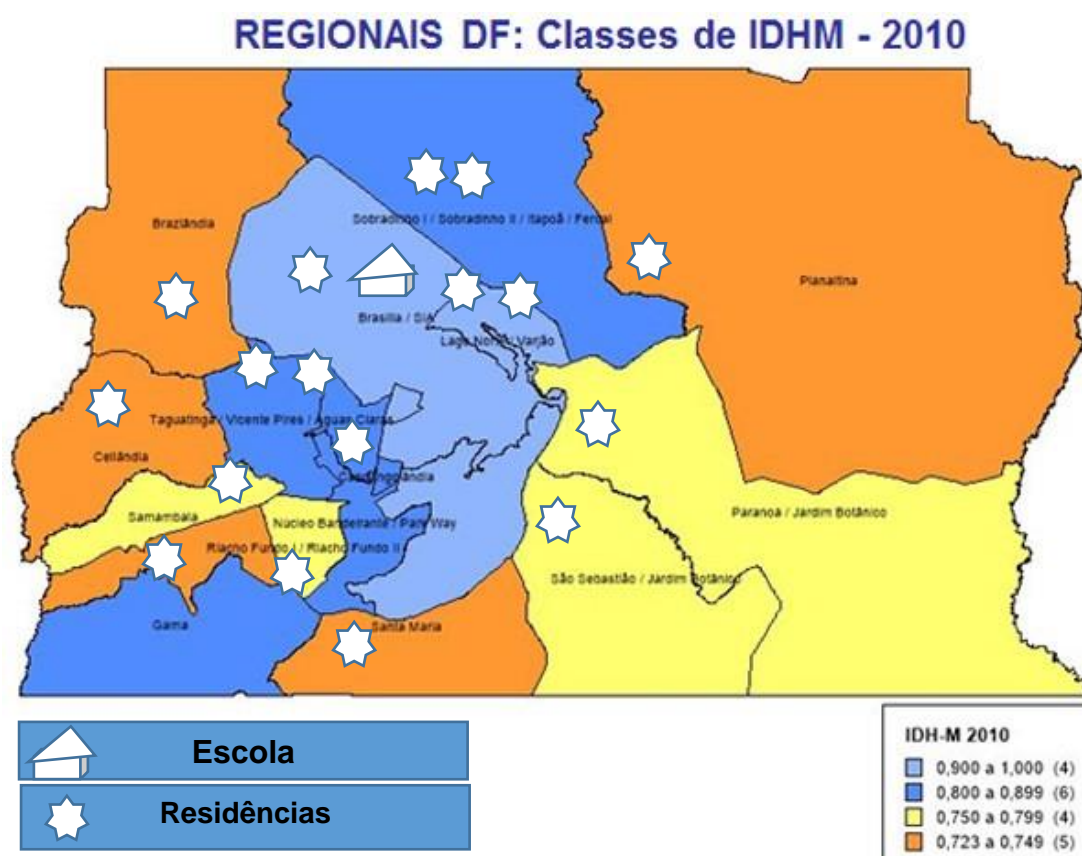 REGIONAIS DF: Classes de IDHM - 2010
Brazlândia
Sobradinho I / Sobradinho II / Itapoã / Fercal
Planaltina
Brasília / SIA
Lago Norte / Varjão
Taguatinga / Vicente Pires / Aguas Claras
Ceilândia
Samambaia
Núcleo Bandeirante / Park Way
Paranoa / Jardim Botânico
Riacho Fundo I / Riacho Fundo II
São Sebastião / Jardim Botânico
Gama
Santa Maria
Escola
Residências
IDH-M 2010
0,900 a 1,000 (4)
0,800 a 0,899 (6)
0,750 a 0,799 (4)
0,723 a 0,749 (5)